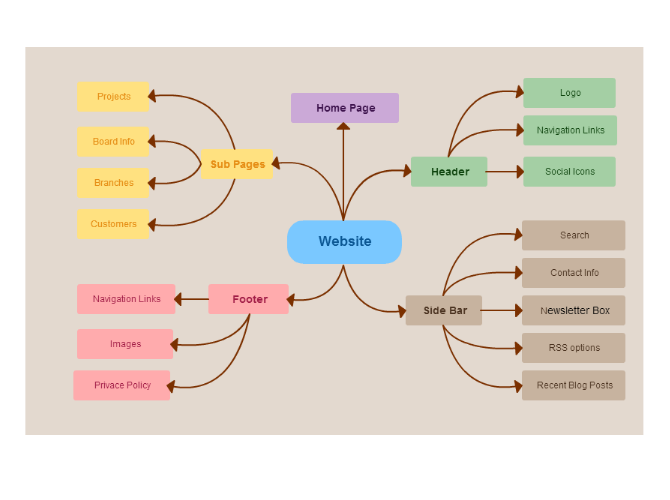 Home Page
Projects
Board Info
Branches
Customers
Sub Pages
Logo
Navigation Links
Social Icons
Header
Website
Navigation Links
Images
Privace Policy
Footer
Search
Contact Info
Newsletter Box
RSS options
Recent Blog Posts
Side Bar